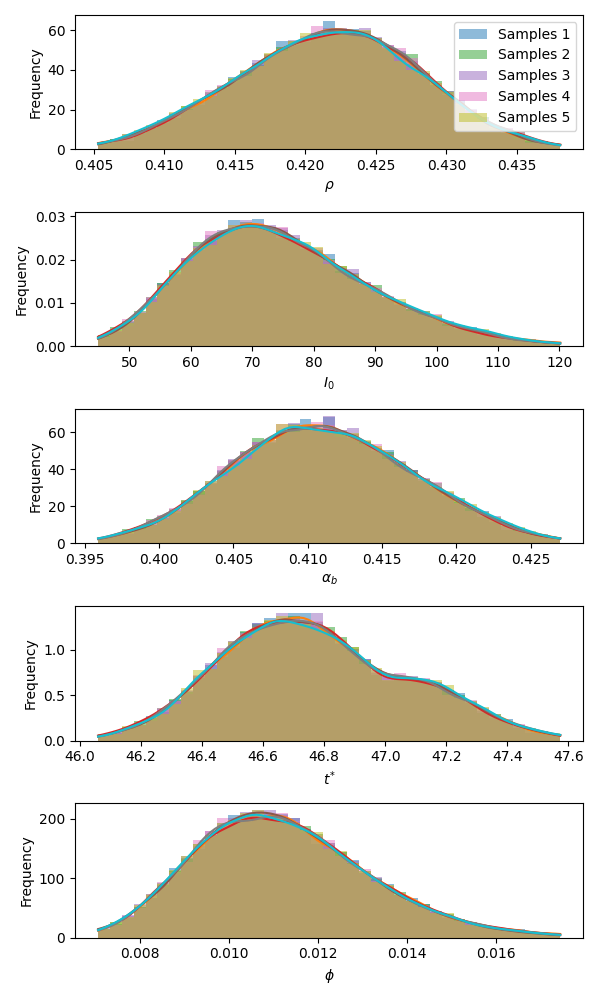 60
40
20
0
Frequency
Samples 1
Samples 2
Samples 3
Samples 4
Samples 5
0.405 0.410 0.415 0.420 0.425 0.430 0.435
ρ
0.03
0.02
0.01
0.00
Frequency
50 60 70 80 90 100 110 120
I₀
60
40
20
0
Frequency
0.395 0.400 0.405 0.410 0.415 0.420 0.425
α_b
1.0
0.5
0.0
Frequency
46.0 46.2 46.4 46.6 46.8 47.0 47.2 47.4 47.6
t*
200
100
0
Frequency
0.008 0.010 0.012 0.014 0.016
ϕ